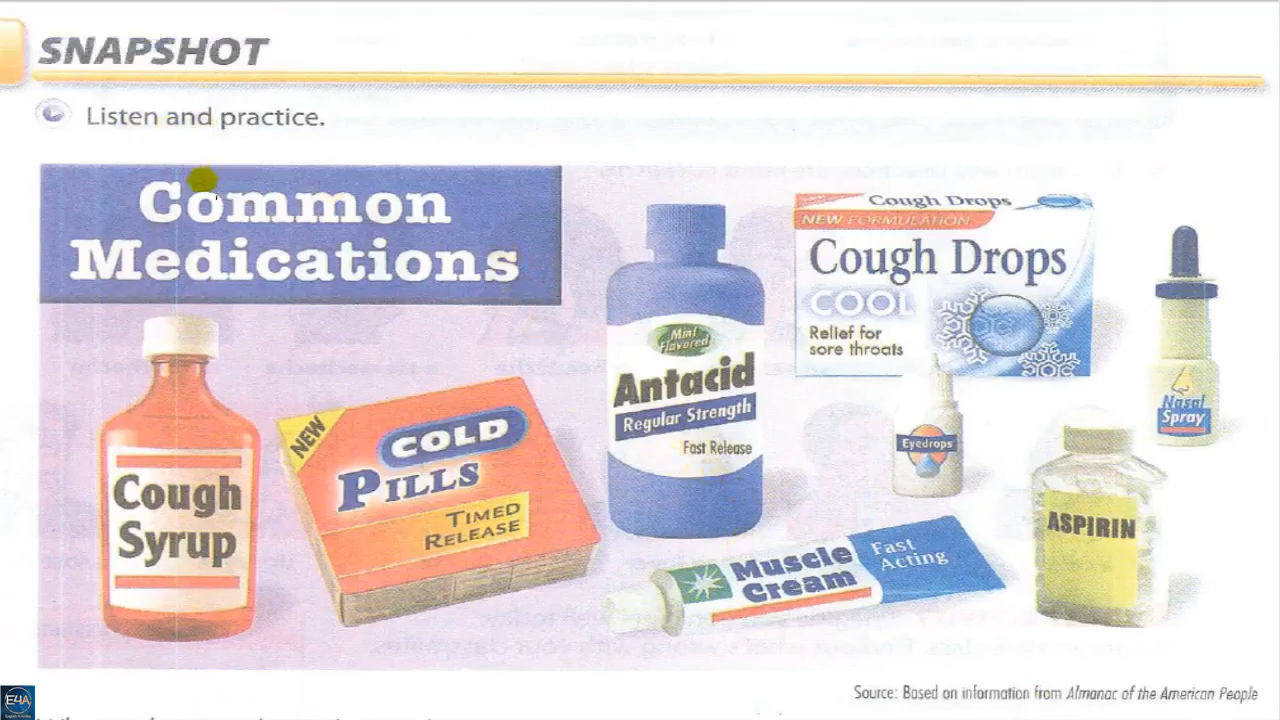 SNAPSHOT
Listen and practice.
Common
Medications
Cough
Syrup
NEW
COLD
PILLS
TIMED
RELEASE
Mint
Flavored
Antacid
Regular Strength
Fast Release
Cough Drops
NEW FORMULATION
Cough Drops
COOL
Relief for
sore throats
Eyedrops
Nasal
Spray
ASPIRIN
Muscle
Cream
Fast
Acting
Source: Based on information from Almanac of the American People
E4A